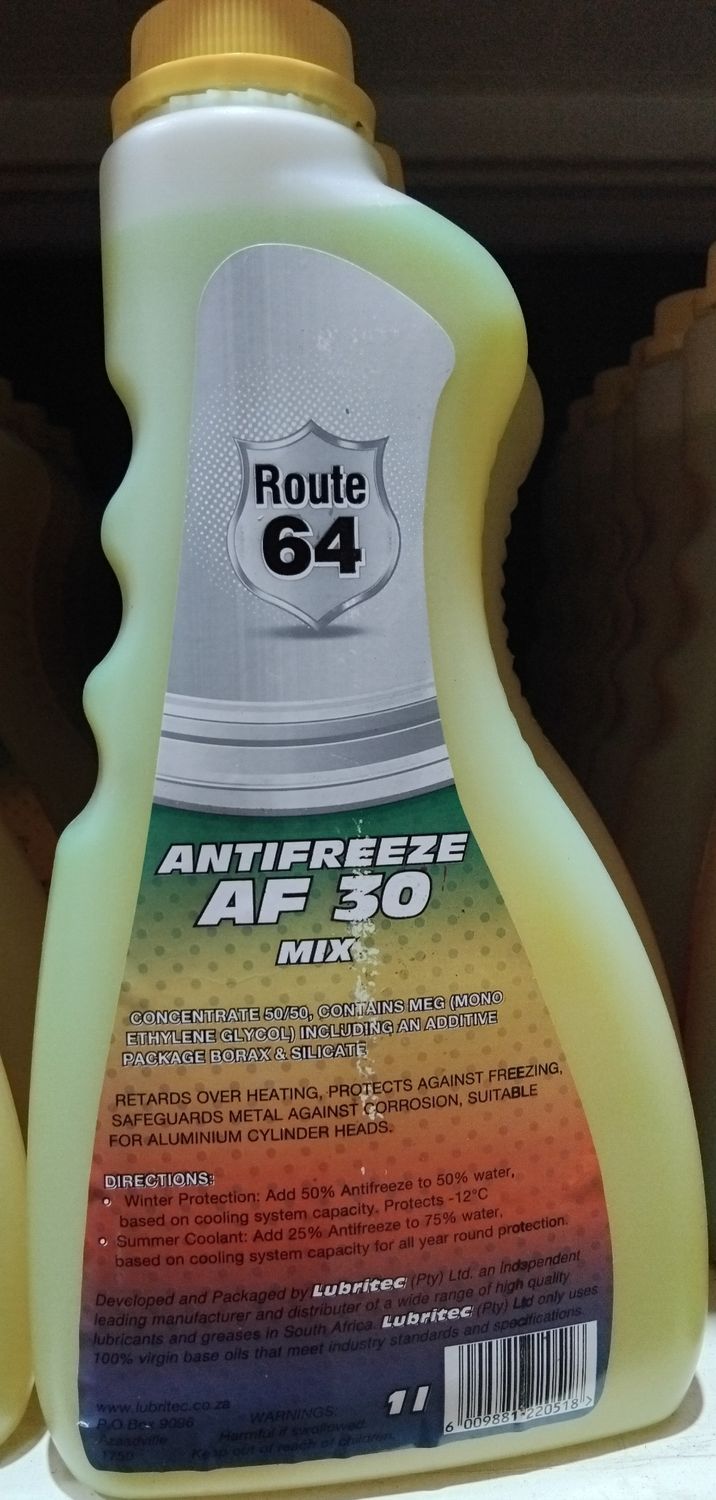 Route
64
ANTIFREEZE
AF 30
MIX
CONCENTRATE 50/50, CONTAINS MEG (MONO
ETHYLENE GLYCOL) INCLUDING AN ADDITIVE
PACKAGE BORAX & SILICATE
RETARDS OVER HEATING, PROTECTS AGAINST FREEZING,
SAFEGUARDS METAL AGAINST CORROSION, SUITABLE
FOR ALUMINIUM CYLINDER HEADS.
DIRECTIONS:
• Winter Protection: Add 50% Antifreeze to 50% water,
based on cooling system capacity. Protects -12°C
• Summer Coolant: Add 25% Antifreeze to 75% water,
based on cooling system capacity for all year round protection.
Developed and Packaged by Lubritec (Pty) Ltd. an Independent
leading manufacturer and distributer of a wide range of high quality
lubricants and greases in South Africa. Lubritec (Pty) Ltd only uses
100% virgin base oils that meet industry standards and specifications.
www.lubritec.co.za
P.O Box 9096
Azaadville
1750
WARNINGS:
Harmful if swallowed.
Keep out of reach of children.
1 l
6 009881 220518 >